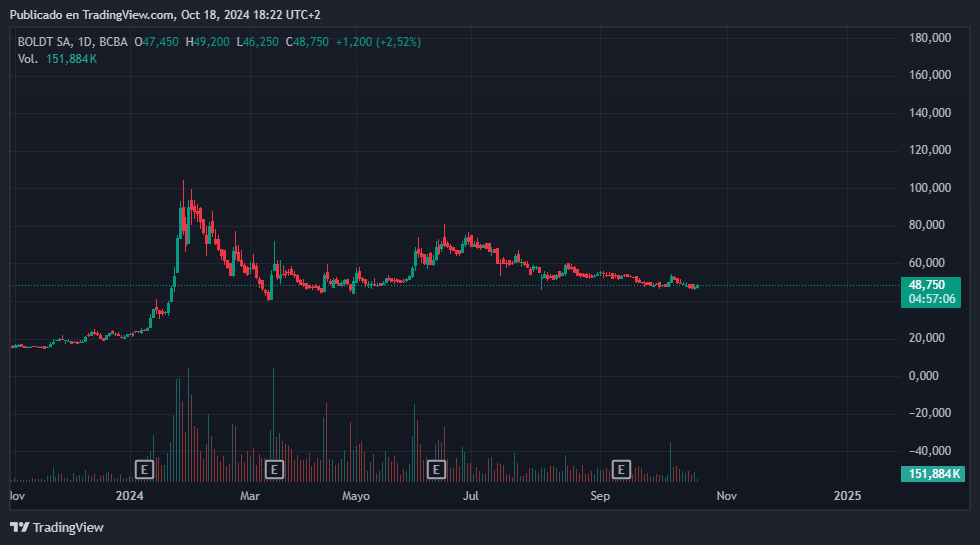 Publicado en TradingView.com, Oct 18, 2024 18:22 UTC+2
BOLDT SA, 1D, BCBA O47,450 H49,200 L46,250 C48,750 +1,200 (+2,52%)
Vol. 151,884K
180,000
160,000
140,000
120,000
100,000
80,000
60,000
48,750
04:57:06
20,000
0,000
−20,000
−40,000
151,884K
E E E E
lov 2024 Mar Mayo Jul Sep Nov 2025
TradingView